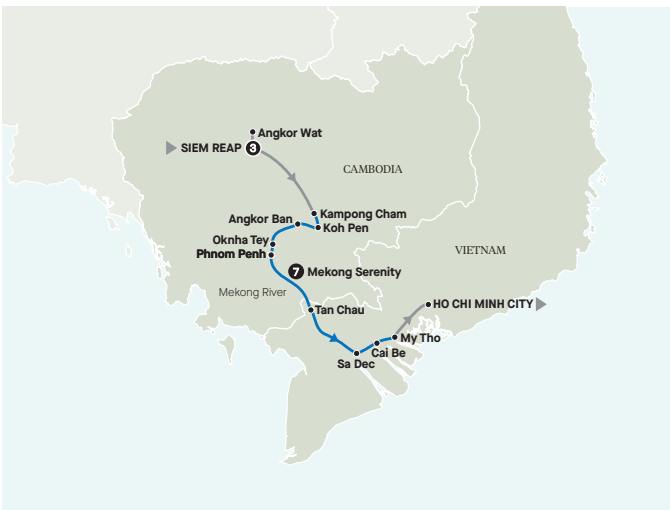 Angkor Wat
SIEM REAP 3
CAMBODIA
Kampong Cham
Angkor Ban
Koh Pen
Oknha Tey
Phnom Penh
VIETNAM
7 Mekong Serenity
Mekong River
HO CHI MINH CITY
Tan Chau
My Tho
Cai Be
Sa Dec